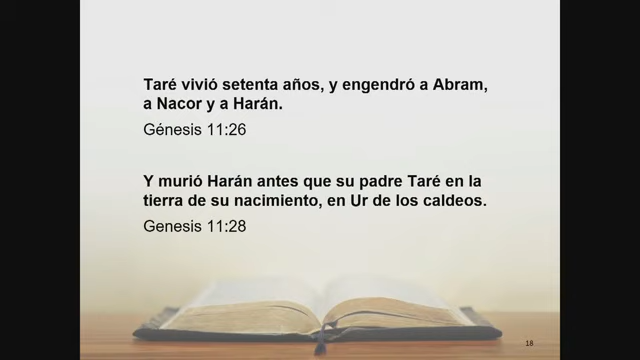 Taré vivió setenta años, y engendró a Abram,
a Nacor y a Harán.
Génesis 11:26
Y murió Harán antes que su padre Taré en la
tierra de su nacimiento, en Ur de los caldeos.
Genesis 11:28
18